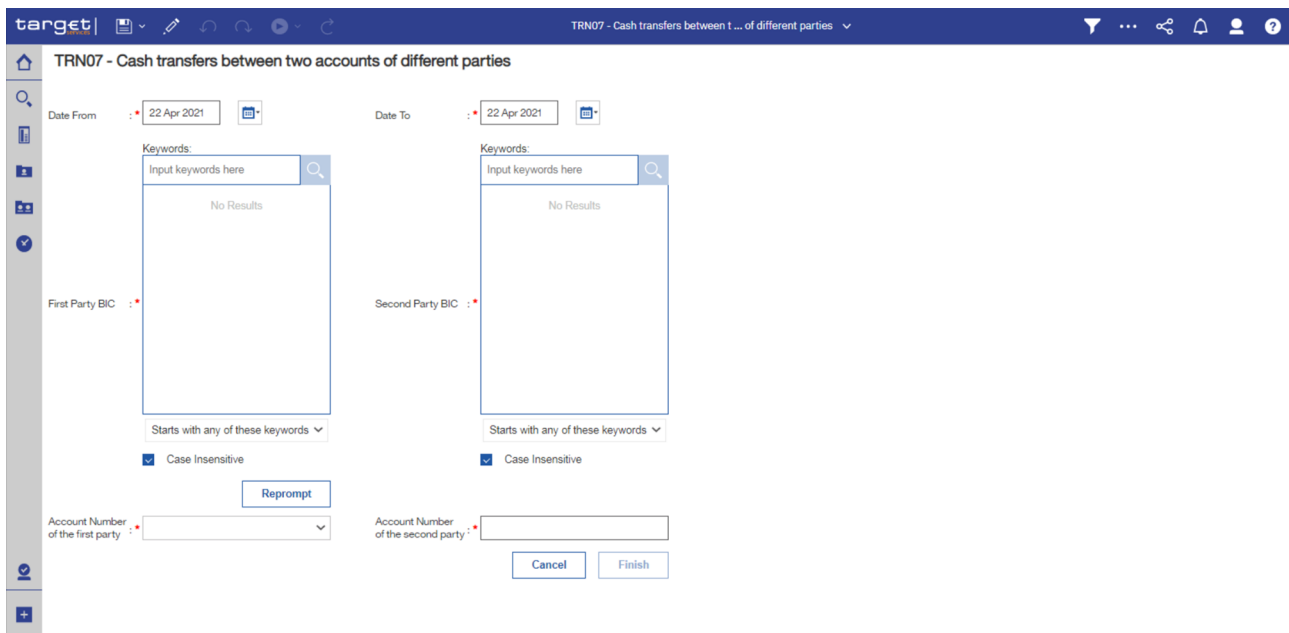 target|
SERVICES
TRN07 - Cash transfers between t ... of different parties
TRN07 - Cash transfers between two accounts of different parties
Date From : * 22 Apr 2021
Date To : * 22 Apr 2021
Keywords:
Keywords:
Input keywords here
Input keywords here
No Results
No Results
First Party BIC : *
Second Party BIC : *
Starts with any of these keywords
Starts with any of these keywords
Case Insensitive
Case Insensitive
Reprompt
Account Number
of the first party : *
Account Number
of the second party : *
Cancel
Finish